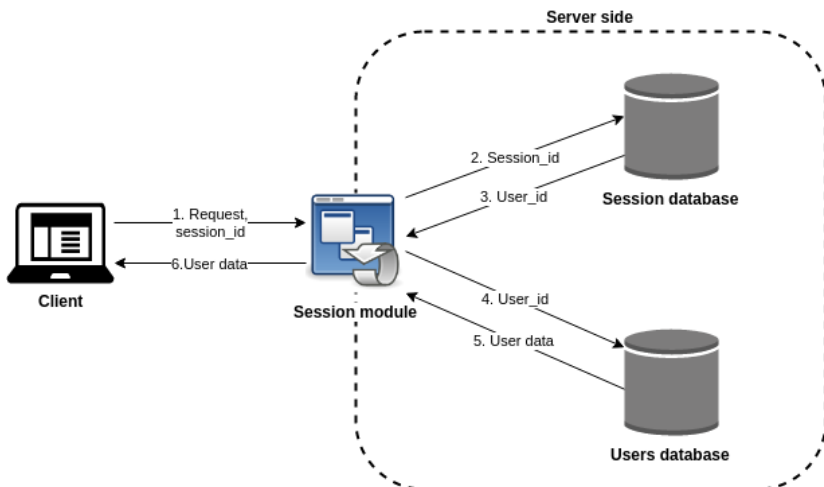 Server side
2. Session_id
3. User_id
Session database
1. Request,
session_id
6.User data
Client
Session module
4. User_id
5. User data
Users database